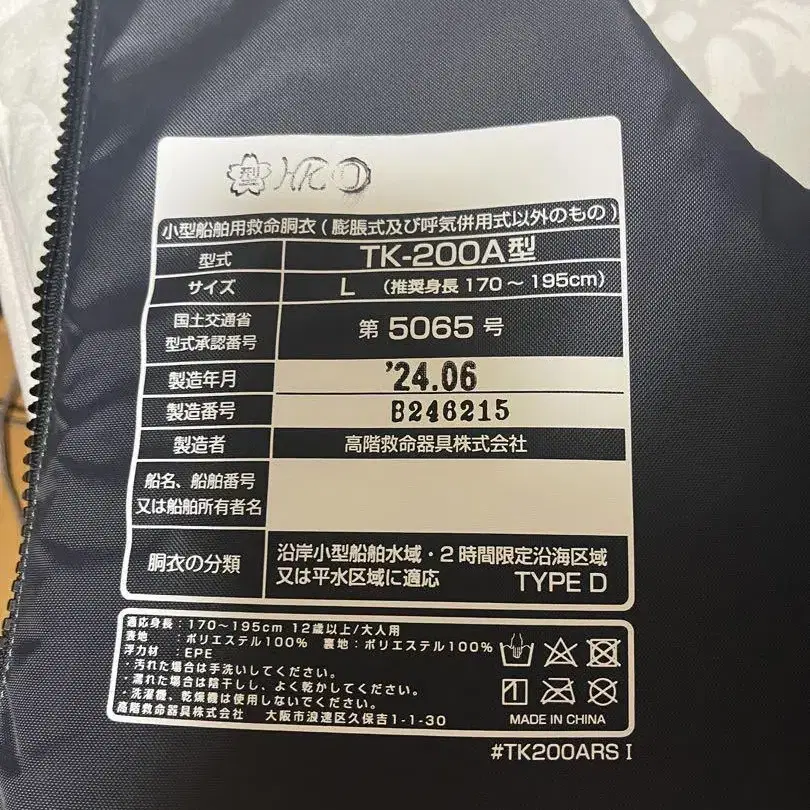 型 HK
小型船舶用救命胴衣(膨脹式及び呼気併用式以外のもの)
型式 TK-200A型
サイズ L (推奨身長 170 ~ 195cm)
国土交通省
型式承認番号 第 5065 号
製造年月 '24.06
製造番号 B246215
製造者 高階救命器具株式会社
船名、船舶番号
又は船舶所有者名
胴衣の分類 沿岸小型船舶水域・2時間限定沿海区域
又は平水区域に適応 TYPE D
適応身長:170~195cm 12歳以上/大人用
表地 :ポリエステル100% 裏地:ポリエステル100%
浮力材 :EPE
・汚れた場合は手洗いしてください。
・濡れた場合は陰干しし、よく乾かしてください。
・洗濯機、乾燥機は使用しないでください。
高階救命器具株式会社 大阪市浪速区久保吉1-1-30
MADE IN CHINA
#TK200ARS I